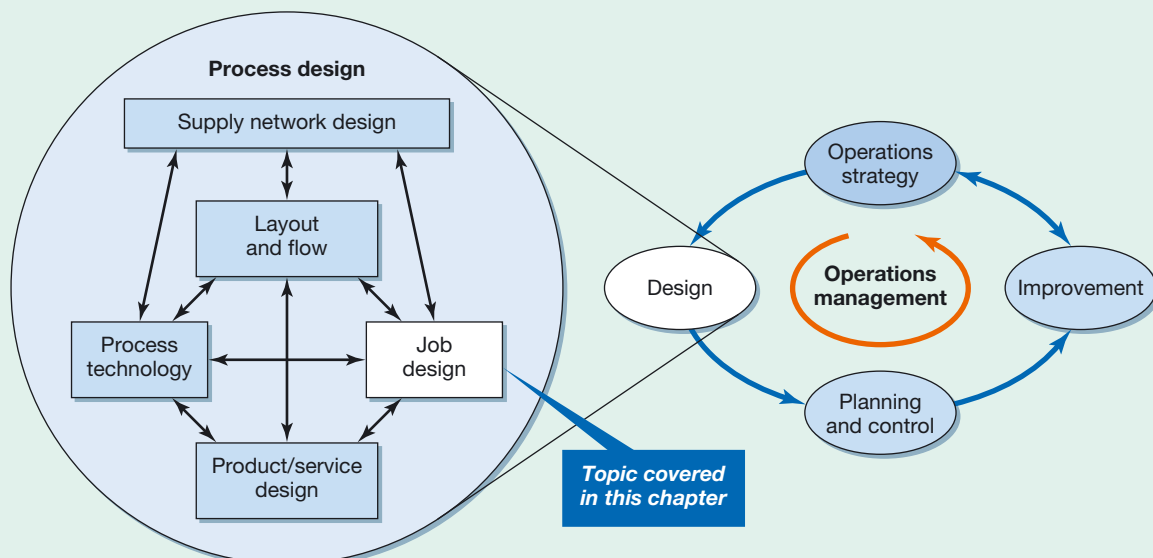 Process design
Supply network design
Layout
and flow
Process
technology
Job
design
Product/service
design
Topic covered
in this chapter
Operations
strategy
Design
Operations
management
Improvement
Planning
and control